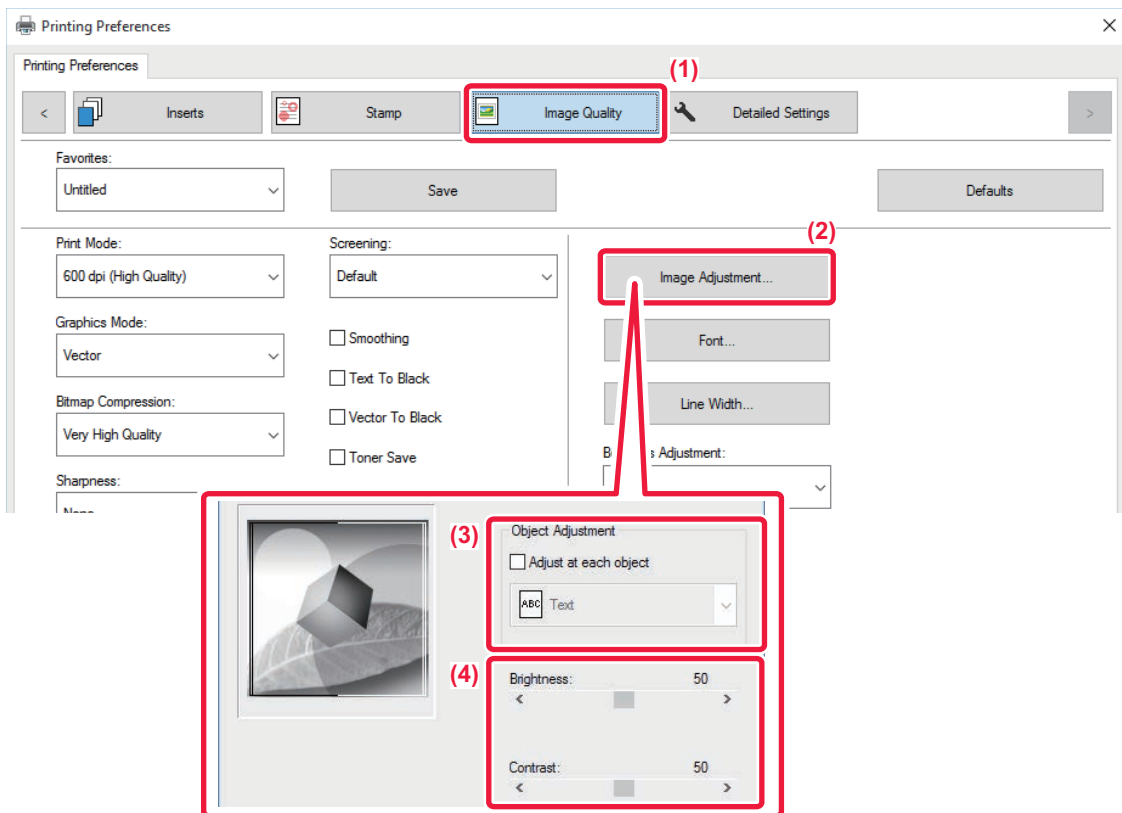 Printing Preferences
Printing Preferences
(1)
< Inserts Stamp Image Quality Detailed Settings >
Favorites:
Untitled Save Defaults
(2)
Print Mode: Screening:
600 dpi (High Quality) Default Image Adjustment...
Graphics Mode:
Vector Smoothing Font...
Text To Black
Bitmap Compression:
Very High Quality Vector To Black Line Width...
Toner Save
Adjustment:
Sharpness:
(3) Object Adjustment
Adjust at each object
ABC Text
(4) Brightness: 50
< >
Contrast: 50
< >